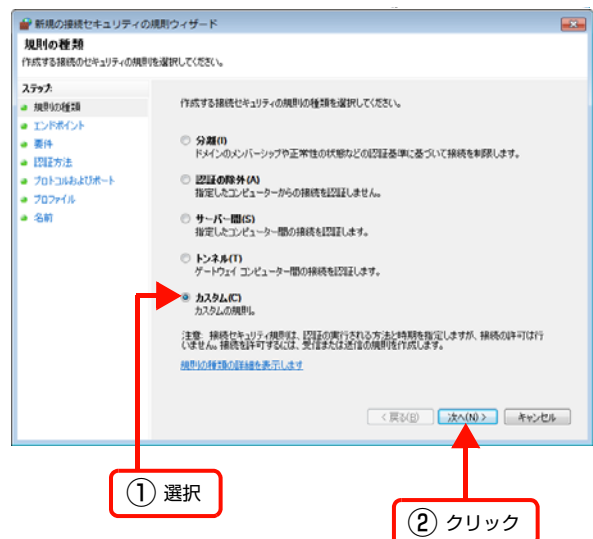 新規の接続セキュリティの規則ウィザード
規則の種類
作成する接続のセキュリティの規則を選択してください。
ステップ:
規則の種類
エンドポイント
要件
認証方法
プロトコルおよびポート
プロファイル
名前
作成する接続セキュリティの規則の種類を選択してください。
分離(I)
ドメインのメンバーシップや正常性の状態などの認証基準に基づいて接続を制限します。
認証の除外(A)
指定したコンピューターからの接続を認証しません。
サーバー間(S)
指定したコンピューター間の接続を認証します。
トンネル(T)
ゲートウェイ コンピューター間の接続を認証します。
カスタム(C)
カスタムの規則。
注意: 接続セキュリティ規則は、認証の実行される方法と時期を指定しますが、接続の許可は行
いません。接続を許可するには、受信または送信の規則を作成します。
規則の種類の詳細を表示します
< 戻る(B)
次へ(N) >
キャンセル
① 選択
② クリック